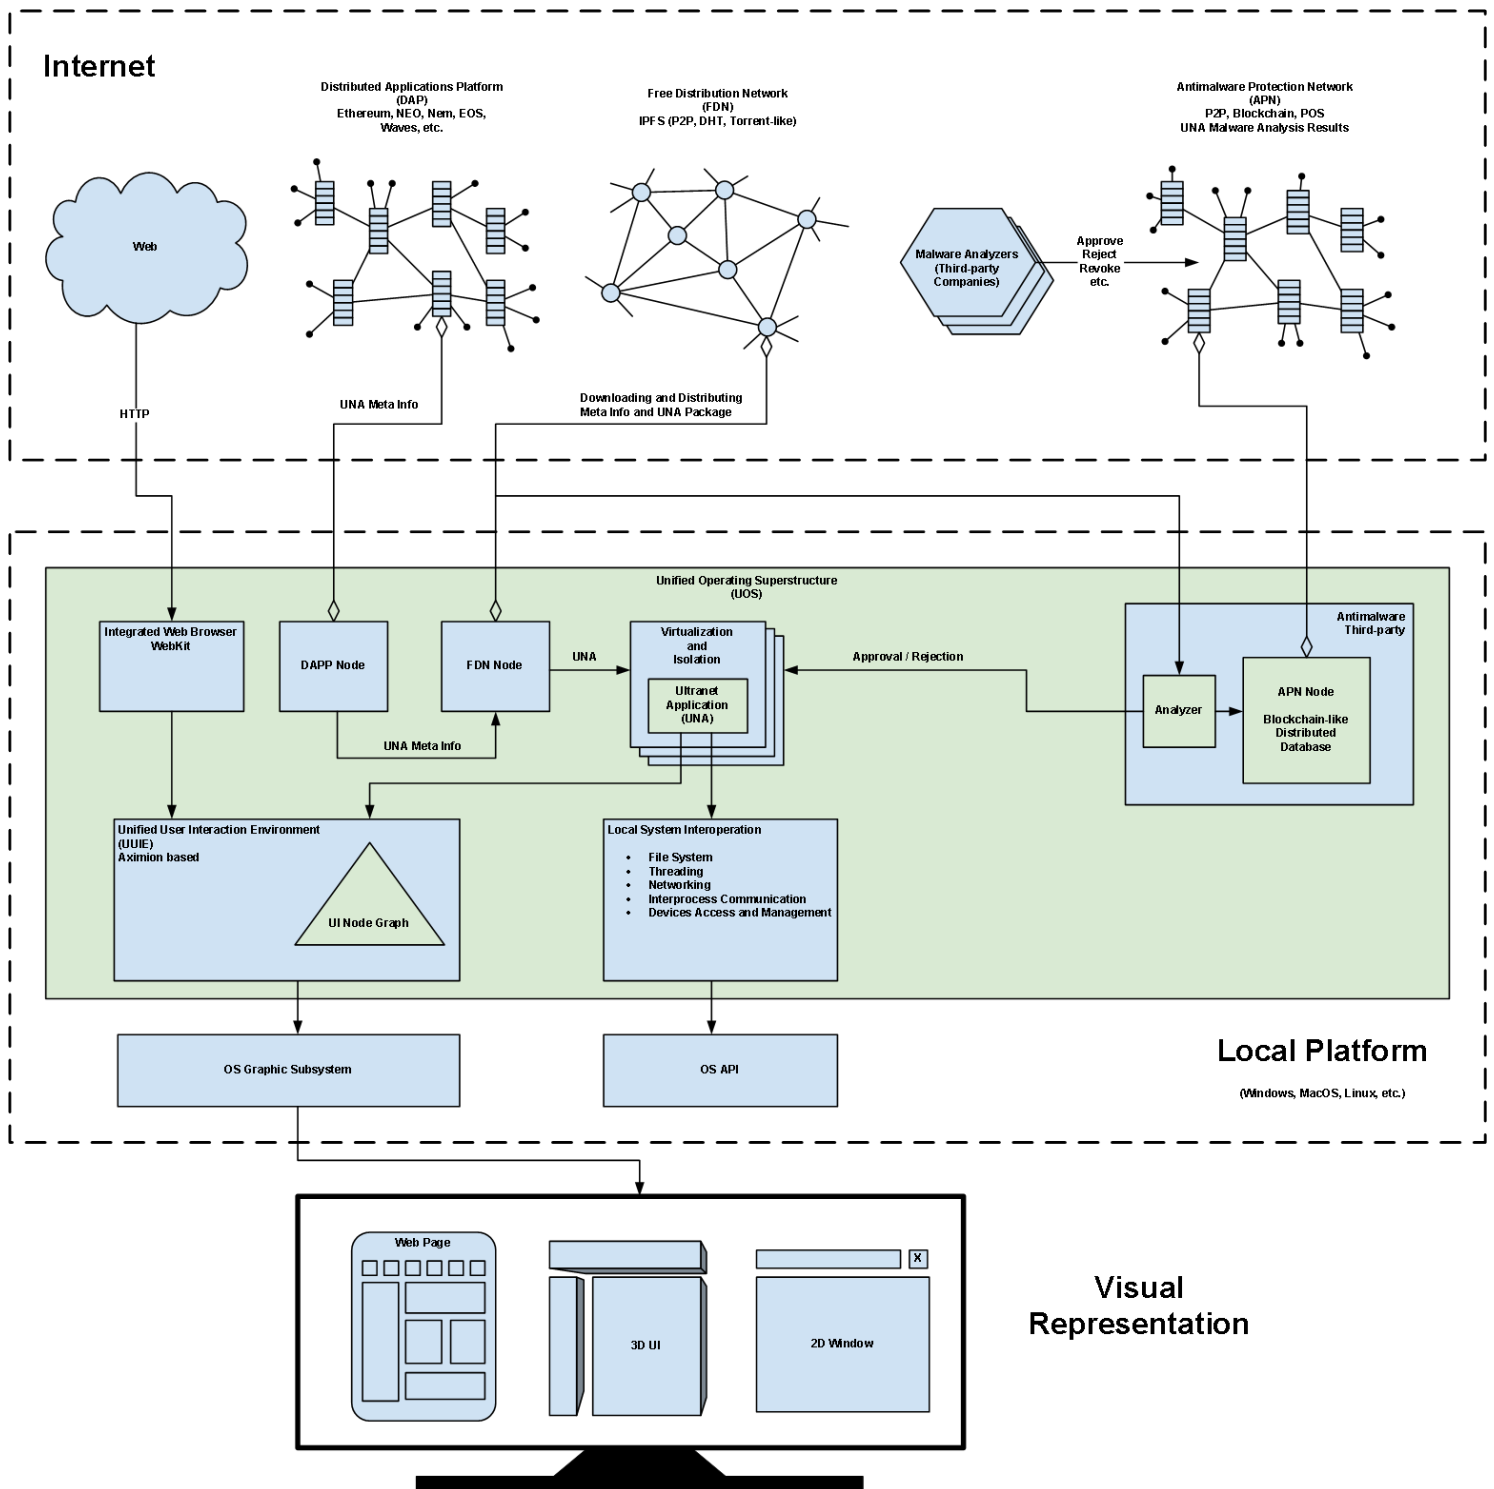 Internet
Distributed Applications Platform
(DAP)
Ethereum, NEO, Nem, EOS,
Waves, etc.
Free Distribution Network
(FDN)
IPFS (P2P, DHT, Torrent-like)
Antimalware Protection Network
(APN)
P2P, Blockchain, POS
UNA Malware Analysis Results
Web
Malware Analyzers
(Third-party
Companies)
Approve
Reject
Revoke
etc.
HTTP
UNA Meta Info
Downloading and Distributing
Meta Info and UNA Package
Unified Operating Superstructure
(UOS)
Integrated Web Browser
WebKit
DAPP Node
FDN Node
UNA
Virtualization
and
Isolation
Ultranet
Application
(UNA)
Approval / Rejection
Antimalware
Third-party
Analyzer
APN Node
Blockchain-like
Distributed
Database
UNA Meta Info
Unified User Interaction Environment
(UUIE)
Aximion based
UI Node Graph
Local System Interoperation
• File System
• Threading
• Networking
• Interprocess Communication
• Devices Access and Management
OS Graphic Subsystem
OS API
Local Platform
(Windows, MacOS, Linux, etc.)
Web Page
X
3D UI
2D Window
Visual
Representation